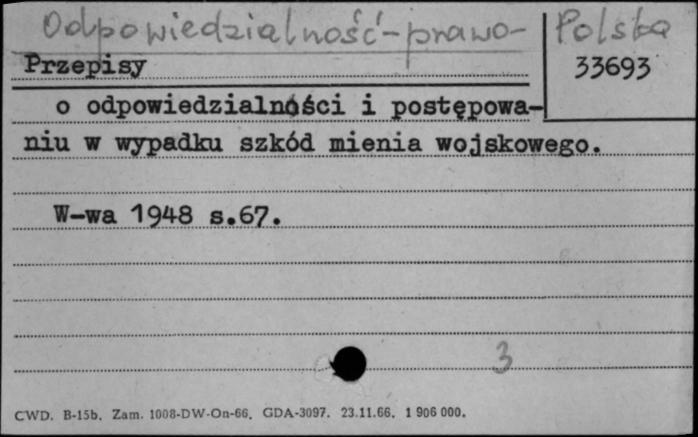 Odpowiedzialność-prawo- Polska
Przepisy 33693
o odpowiedzialności i postępowa-
niu w wypadku szkód mienia wojskowego.
W-wa 1948 s.67.
3
CWD. B-15b. Zam. 1008-DW-On-66. GDA-3097. 23.11.66. 1 906 000.